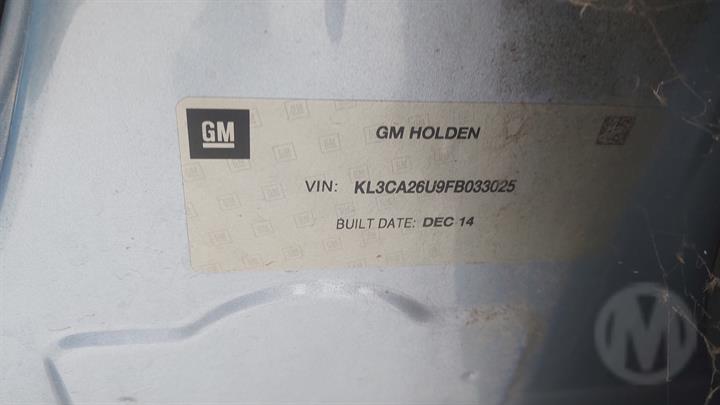 GM
GM HOLDEN
VIN: KL3CA26U9FB033025
BUILT DATE: DEC 14
M